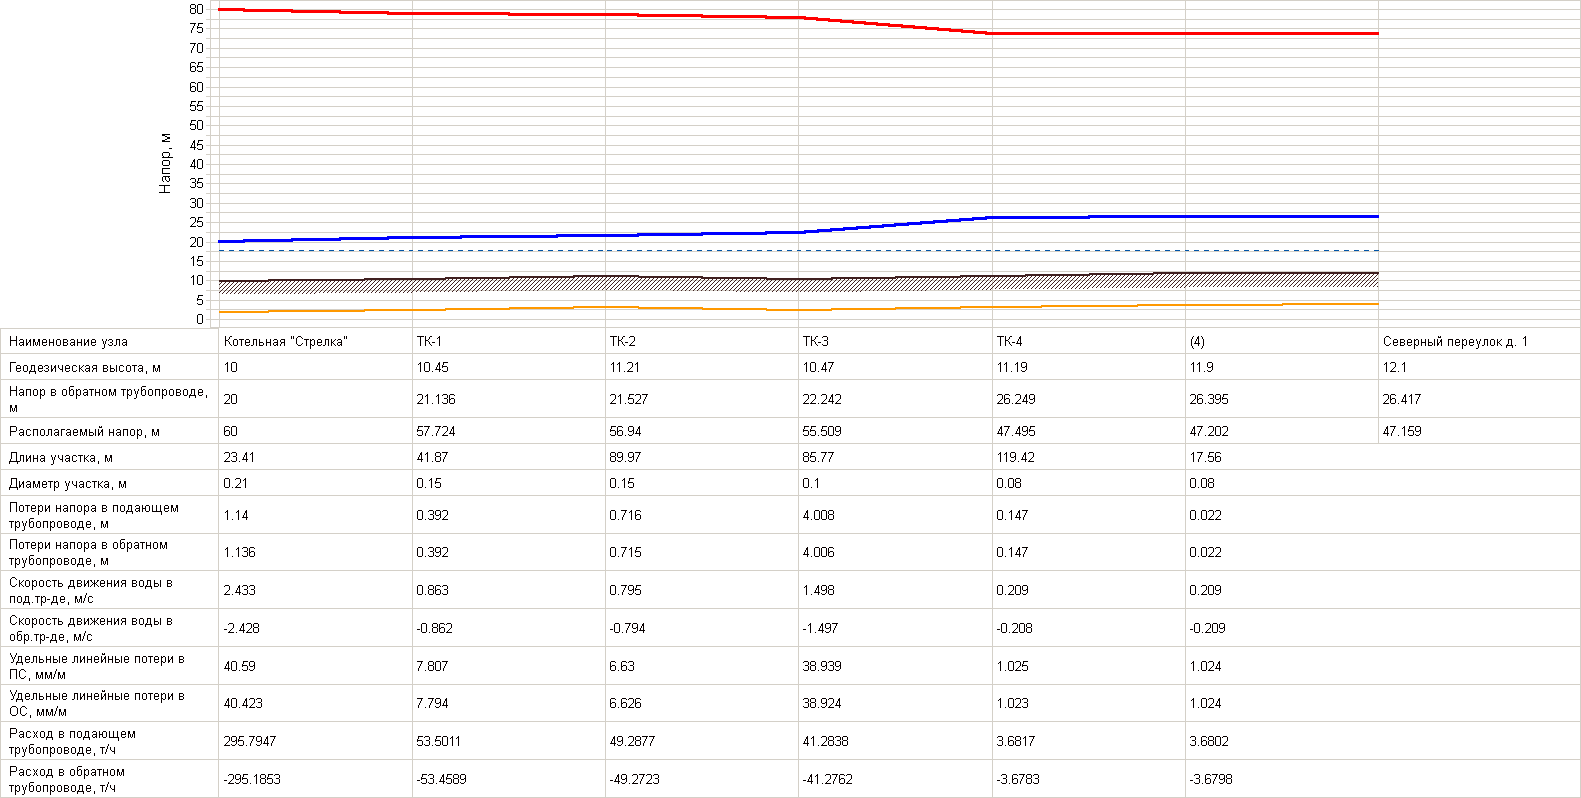 80
75
70
65
60
55
50
45
40
35
30
25
20
15
10
5
0
Напор, м
Наименование узла Котельная "Стрелка" ТК-1 ТК-2 ТК-3 ТК-4 (4) Северный переулок д. 1
Геодезическая высота, м 10 10.45 11.21 10.47 11.19 11.9 12.1
Напор в обратном трубопроводе,
м
20 21.136 21.527 22.242 26.249 26.395 26.417
Располагаемый напор, м 60 57.724 56.94 55.509 47.495 47.202 47.159
Длина участка, м 23.41 41.87 89.97 85.77 119.42 17.56
Диаметр участка, м 0.21 0.15 0.15 0.1 0.08 0.08
Потери напора в подающем
трубопроводе, м
1.14 0.392 0.716 4.008 0.147 0.022
Потери напора в обратном
трубопроводе, м
1.136 0.392 0.715 4.006 0.147 0.022
Скорость движения воды в
под.тр-де, м/с
2.433 0.863 0.795 1.498 0.209 0.209
Скорость движения воды в
обр.тр-де, м/с
-2.428 -0.862 -0.794 -1.497 -0.208 -0.209
Удельные линейные потери в
ПС, мм/м
40.59 7.807 6.63 38.939 1.025 1.024
Удельные линейные потери в
ОС, мм/м
40.423 7.794 6.626 38.924 1.023 1.024
Расход в подающем
трубопроводе, т/ч
295.7947 53.5011 49.2877 41.2838 3.6817 3.6802
Расход в обратном
трубопроводе, т/ч
-295.1853 -53.4589 -49.2723 -41.2762 -3.6783 -3.6798